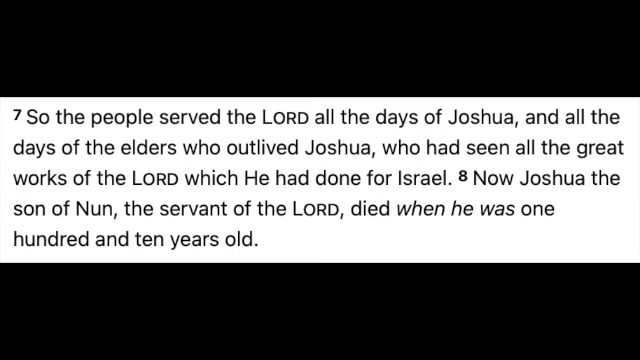 7 So the people served the LORD all the days of Joshua, and all the
days of the elders who outlived Joshua, who had seen all the great
works of the LORD which He had done for Israel. 8 Now Joshua the
son of Nun, the servant of the LORD, died when he was one
hundred and ten years old.